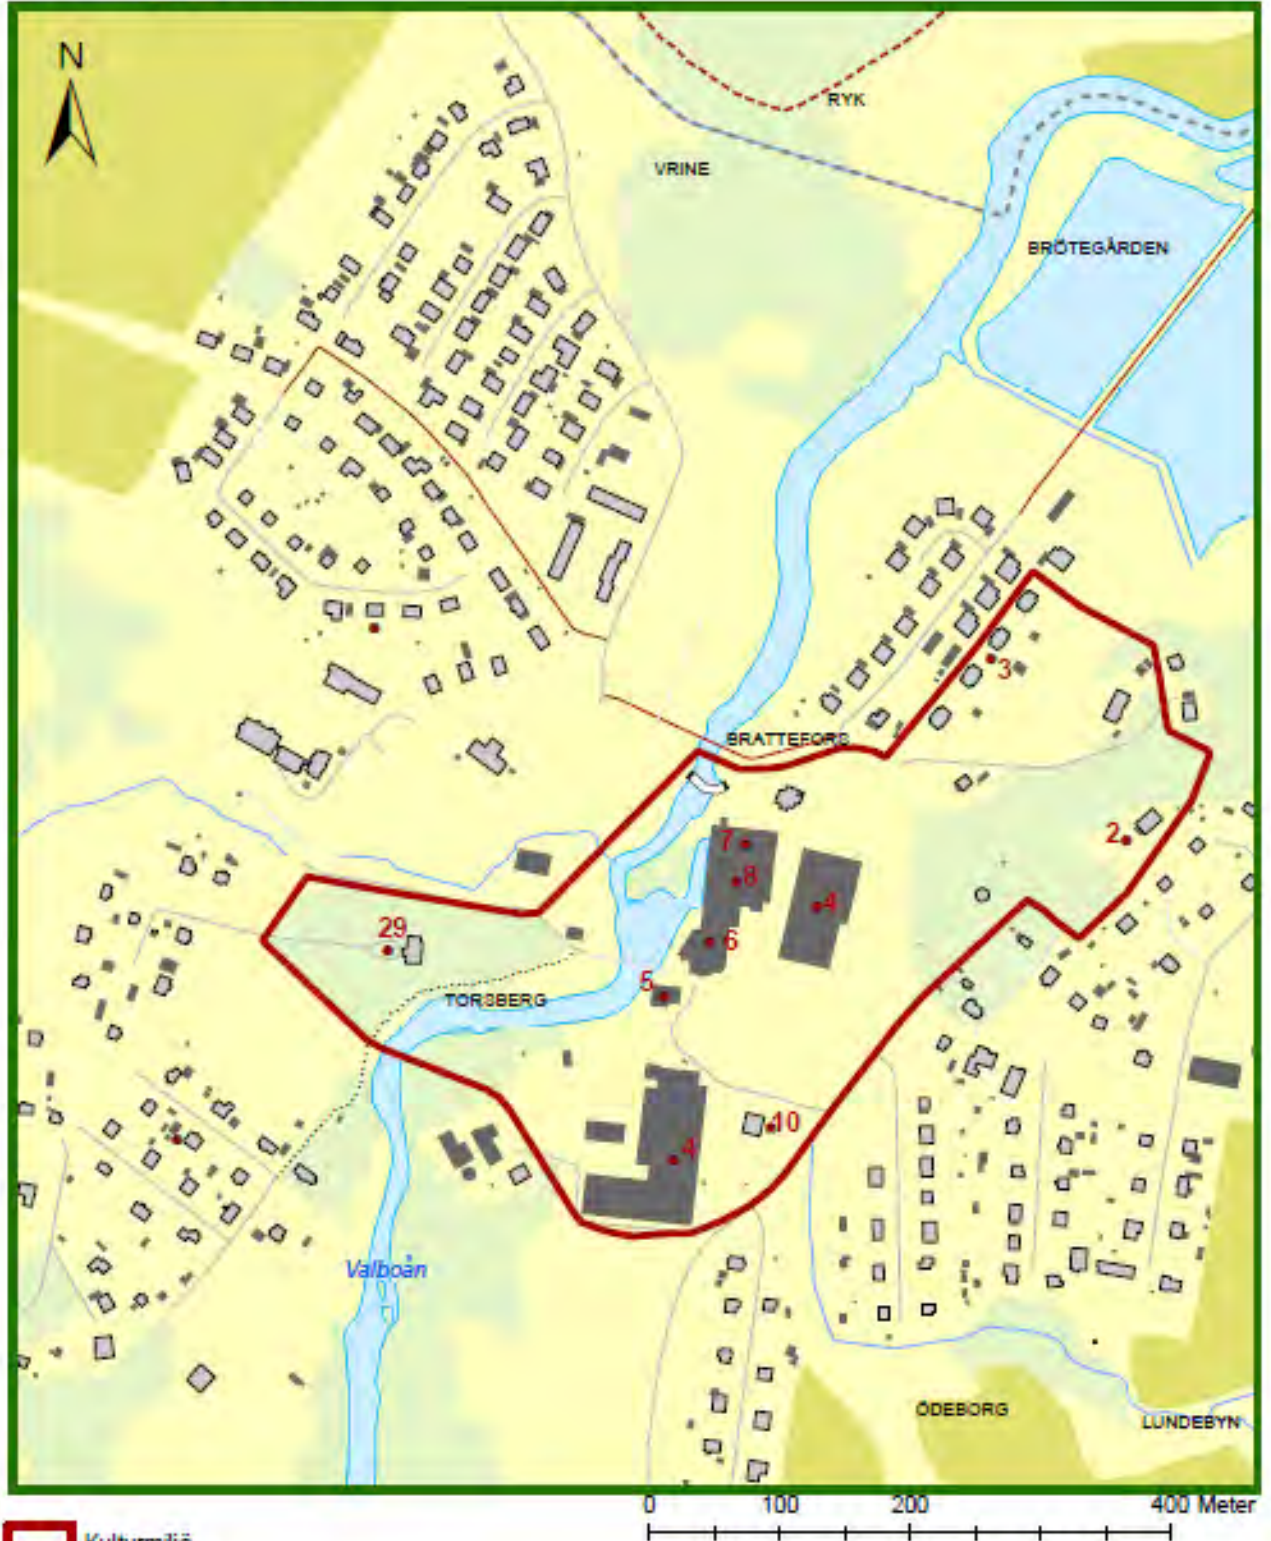 N
RYK
VRINE
BRÖTEGÅRDEN
3
BRATTEFORS
2
7
8
4
29
6
5
TORSBERG
10
4
Valboån
ÖDEBORG
LUNDEBYN
0 100 200 400 Meter
Kulturmiljö